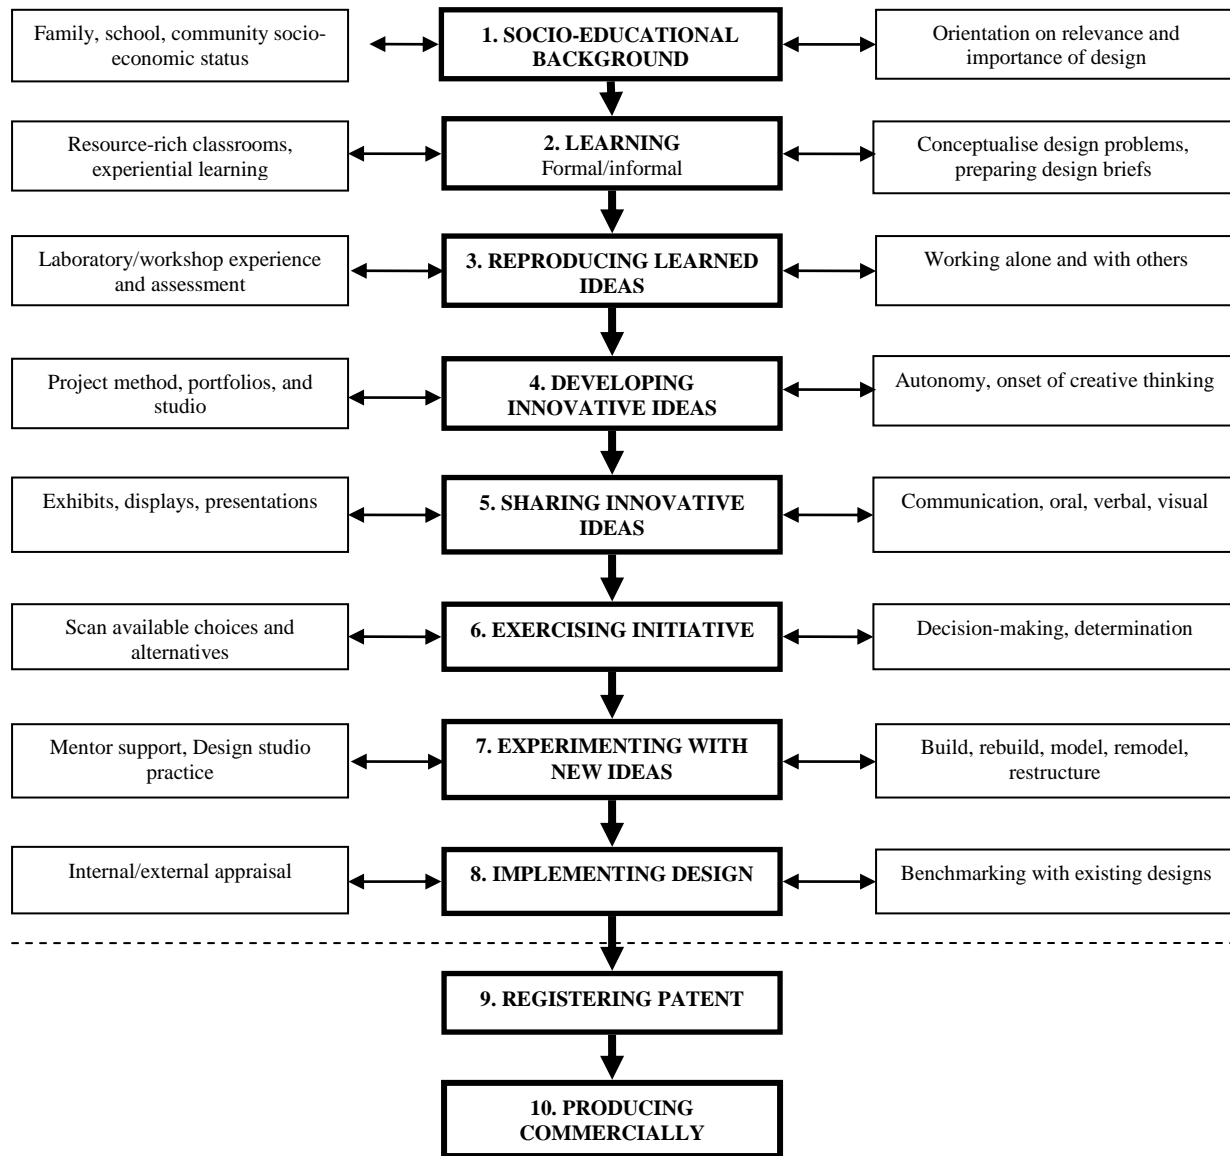 Family, school, community socio-
economic status
1. SOCIO-EDUCATIONAL
BACKGROUND
Orientation on relevance and
importance of design
Resource-rich classrooms,
experiential learning
2. LEARNING
Formal/informal
Conceptualise design problems,
preparing design briefs
Laboratory/workshop experience
and assessment
3. REPRODUCING LEARNED
IDEAS
Working alone and with others
Project method, portfolios, and
studio
4. DEVELOPING
INNOVATIVE IDEAS
Autonomy, onset of creative thinking
Exhibits, displays, presentations
5. SHARING INNOVATIVE
IDEAS
Communication, oral, verbal, visual
Scan available choices and
alternatives
6. EXERCISING INITIATIVE
Decision-making, determination
Mentor support, Design studio
practice
7. EXPERIMENTING WITH
NEW IDEAS
Build, rebuild, model, remodel,
restructure
Internal/external appraisal
8. IMPLEMENTING DESIGN
Benchmarking with existing designs
9. REGISTERING PATENT
10. PRODUCING
COMMERCIALLY